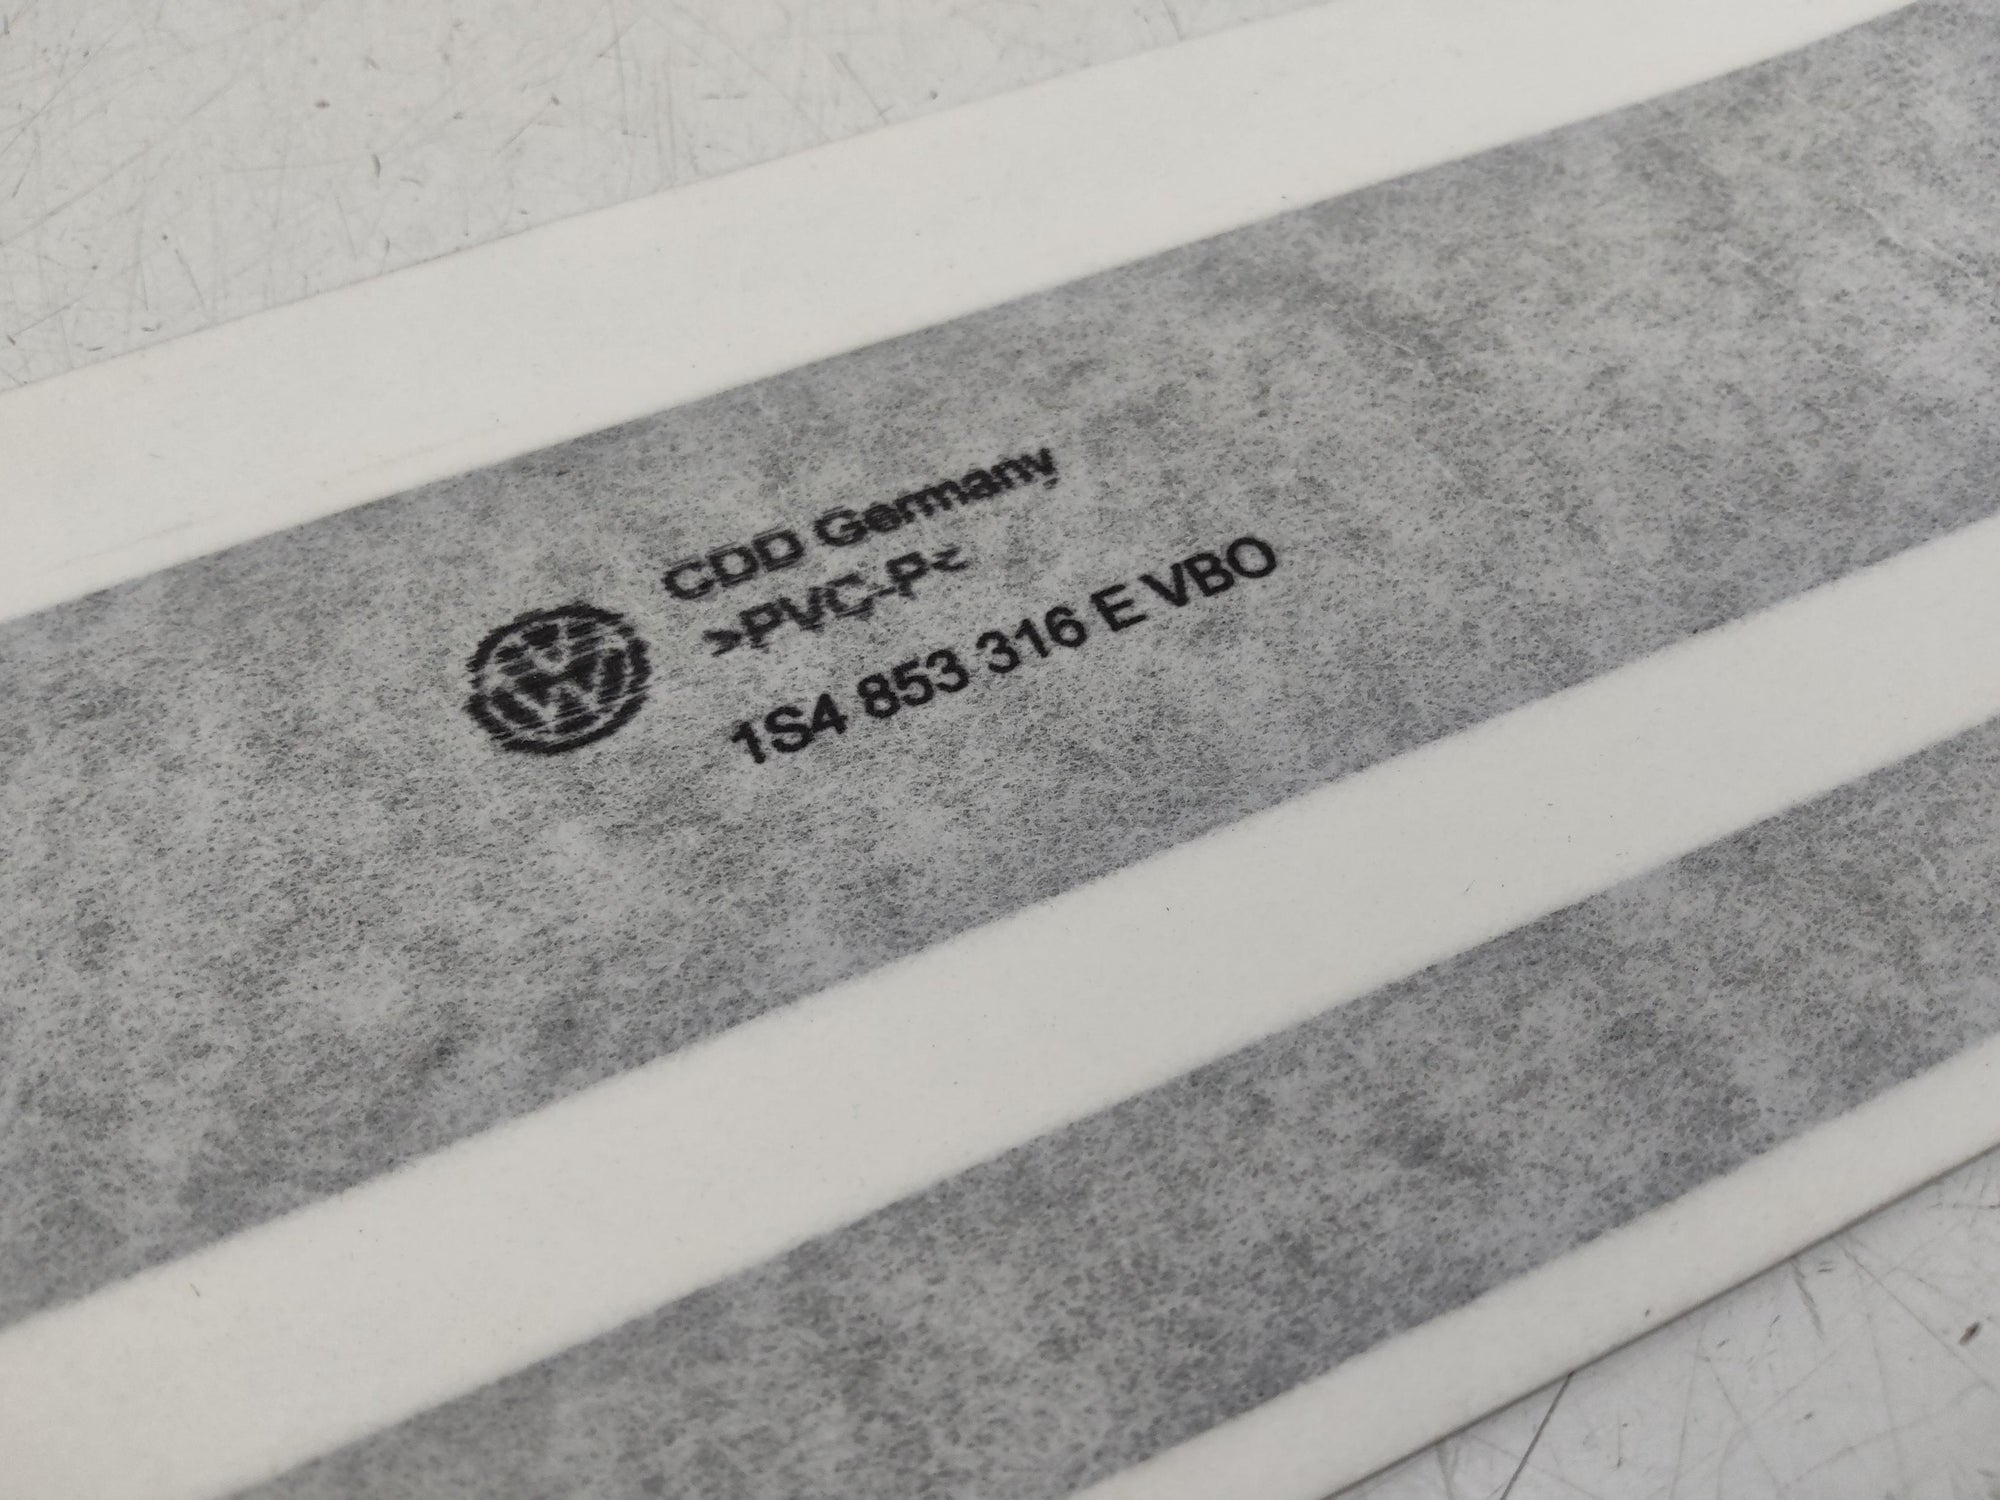 CDD Germany
>PVC-P<
1S4 853 316 E VBO